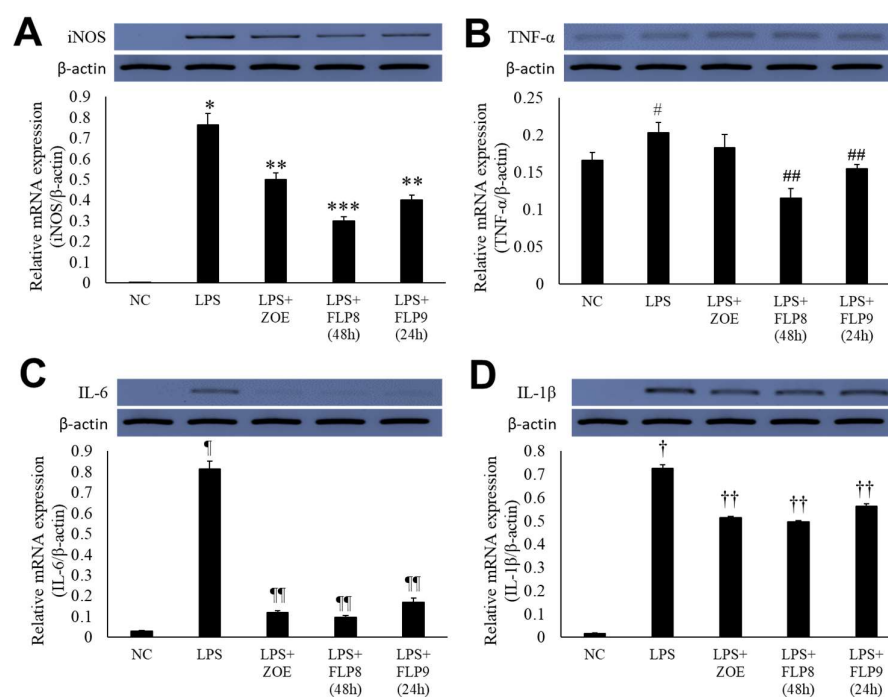 A
iNOS
β-actin
Relative mRNA expression
(iNOS/β-actin)
0.9
0.8
0.7
0.6
0.5
0.4
0.3
0.2
0.1
0
*
**
***
**
NC
LPS
LPS+
ZOE
LPS+
FLP8
(48h)
LPS+
FLP9
(24h)
B
TNF-α
β-actin
Relative mRNA expression
(TNF-α/β-actin)
0.25
0.2
0.15
0.1
0.05
0
#
##
##
NC
LPS
LPS+
ZOE
LPS+
FLP8
(48h)
LPS+
FLP9
(24h)
C
IL-6
β-actin
Relative mRNA expression
(IL-6/β-actin)
0.9
0.8
0.7
0.6
0.5
0.4
0.3
0.2
0.1
0
¶
¶¶
¶¶
¶¶
NC
LPS
LPS+
ZOE
LPS+
FLP8
(48h)
LPS+
FLP9
(24h)
D
IL-1β
β-actin
Relative mRNA expression
(IL-1β/β-actin)
0.8
0.7
0.6
0.5
0.4
0.3
0.2
0.1
0
†
††
††
††
NC
LPS
LPS+
ZOE
LPS+
FLP8
(48h)
LPS+
FLP9
(24h)